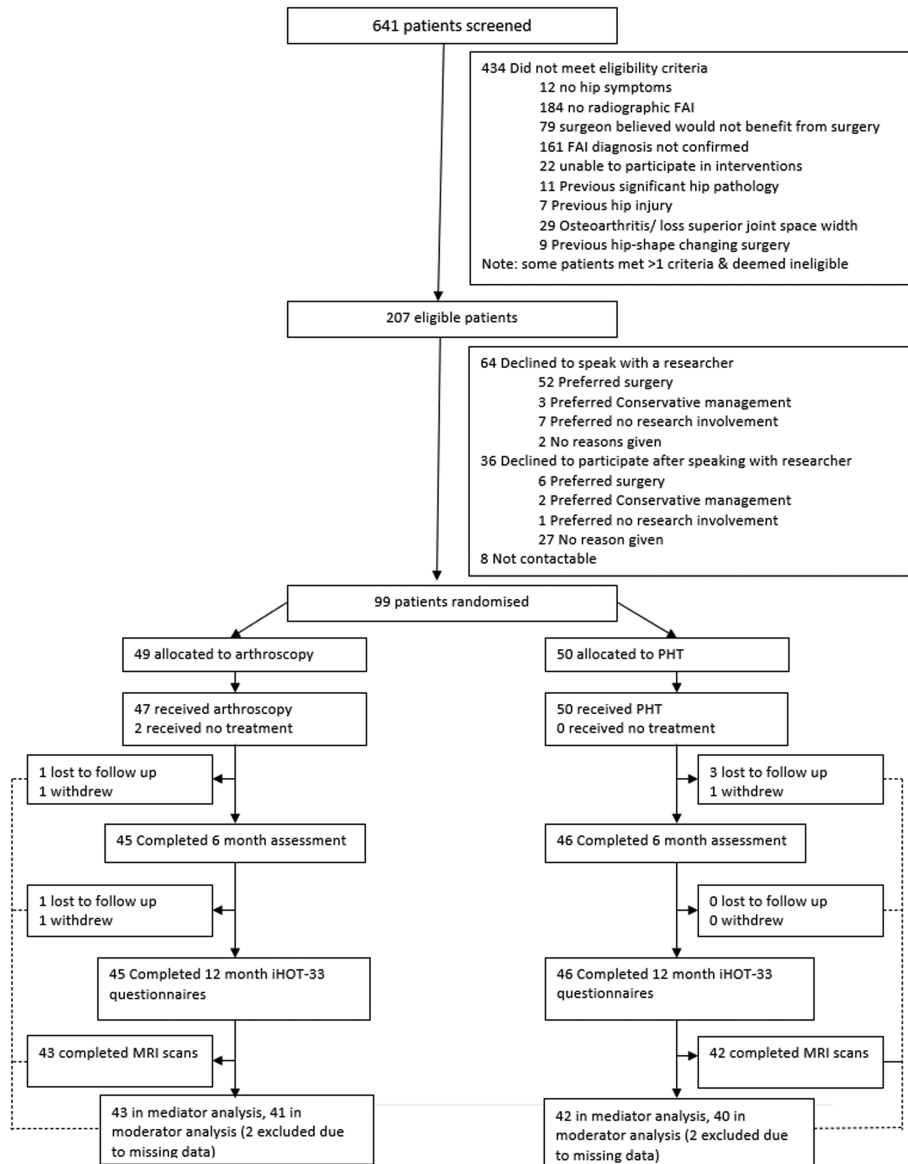 641 patients screened
434 Did not meet eligibility criteria
12 no hip symptoms
184 no radiographic FAI
79 surgeon believed would not benefit from surgery
161 FAI diagnosis not confirmed
22 unable to participate in interventions
11 Previous significant hip pathology
7 Previous hip injury
29 Osteoarthritis/ loss superior joint space width
9 Previous hip-shape changing surgery
Note: some patients met >1 criteria & deemed ineligible
207 eligible patients
64 Declined to speak with a researcher
52 Preferred surgery
3 Preferred Conservative management
7 Preferred no research involvement
2 No reasons given
36 Declined to participate after speaking with researcher
6 Preferred surgery
2 Preferred Conservative management
1 Preferred no research involvement
27 No reason given
8 Not contactable
99 patients randomised
49 allocated to arthroscopy
50 allocated to PHT
47 received arthroscopy
2 received no treatment
50 received PHT
0 received no treatment
1 lost to follow up
1 withdrew
3 lost to follow up
1 withdrew
45 Completed 6 month assessment
46 Completed 6 month assessment
1 lost to follow up
1 withdrew
0 lost to follow up
0 withdrew
45 Completed 12 month iHOT-33
questionnaires
46 Completed 12 month iHOT-33
questionnaires
43 completed MRI scans
42 completed MRI scans
43 in mediator analysis, 41 in
moderator analysis (2 excluded due
to missing data)
42 in mediator analysis, 40 in
moderator analysis (2 excluded due
to missing data)